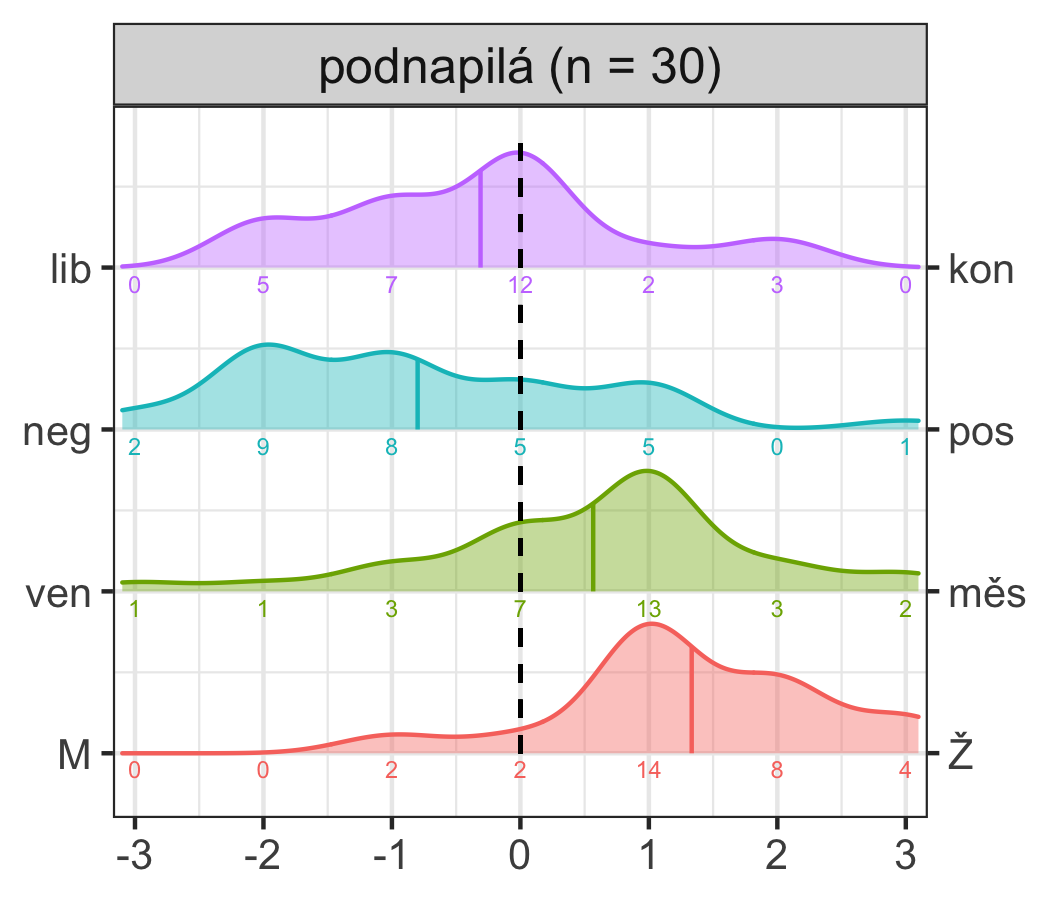 podnapilá (n = 30)
lib kon
0 5 7 12 2 3 0
neg pos
2 9 8 5 5 0 1
ven měs
1 1 3 7 13 3 2
M Ž
0 0 2 2 14 8 4
-3 -2 -1 0 1 2 3